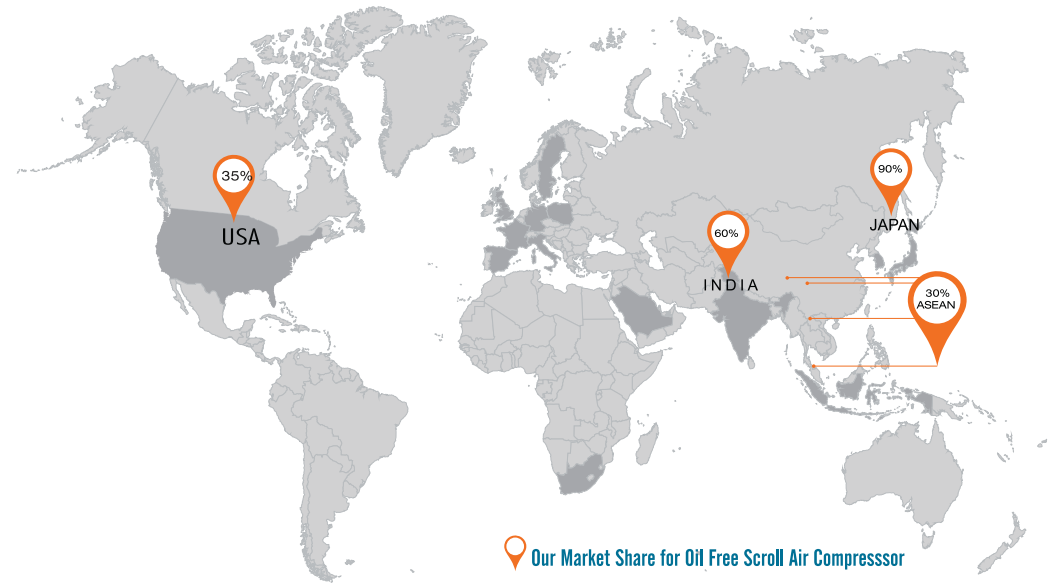 35%
USA
90%
JAPAN
60%
INDIA
30%
ASEAN
Our Market Share for Oil Free Scroll Air Compresssor